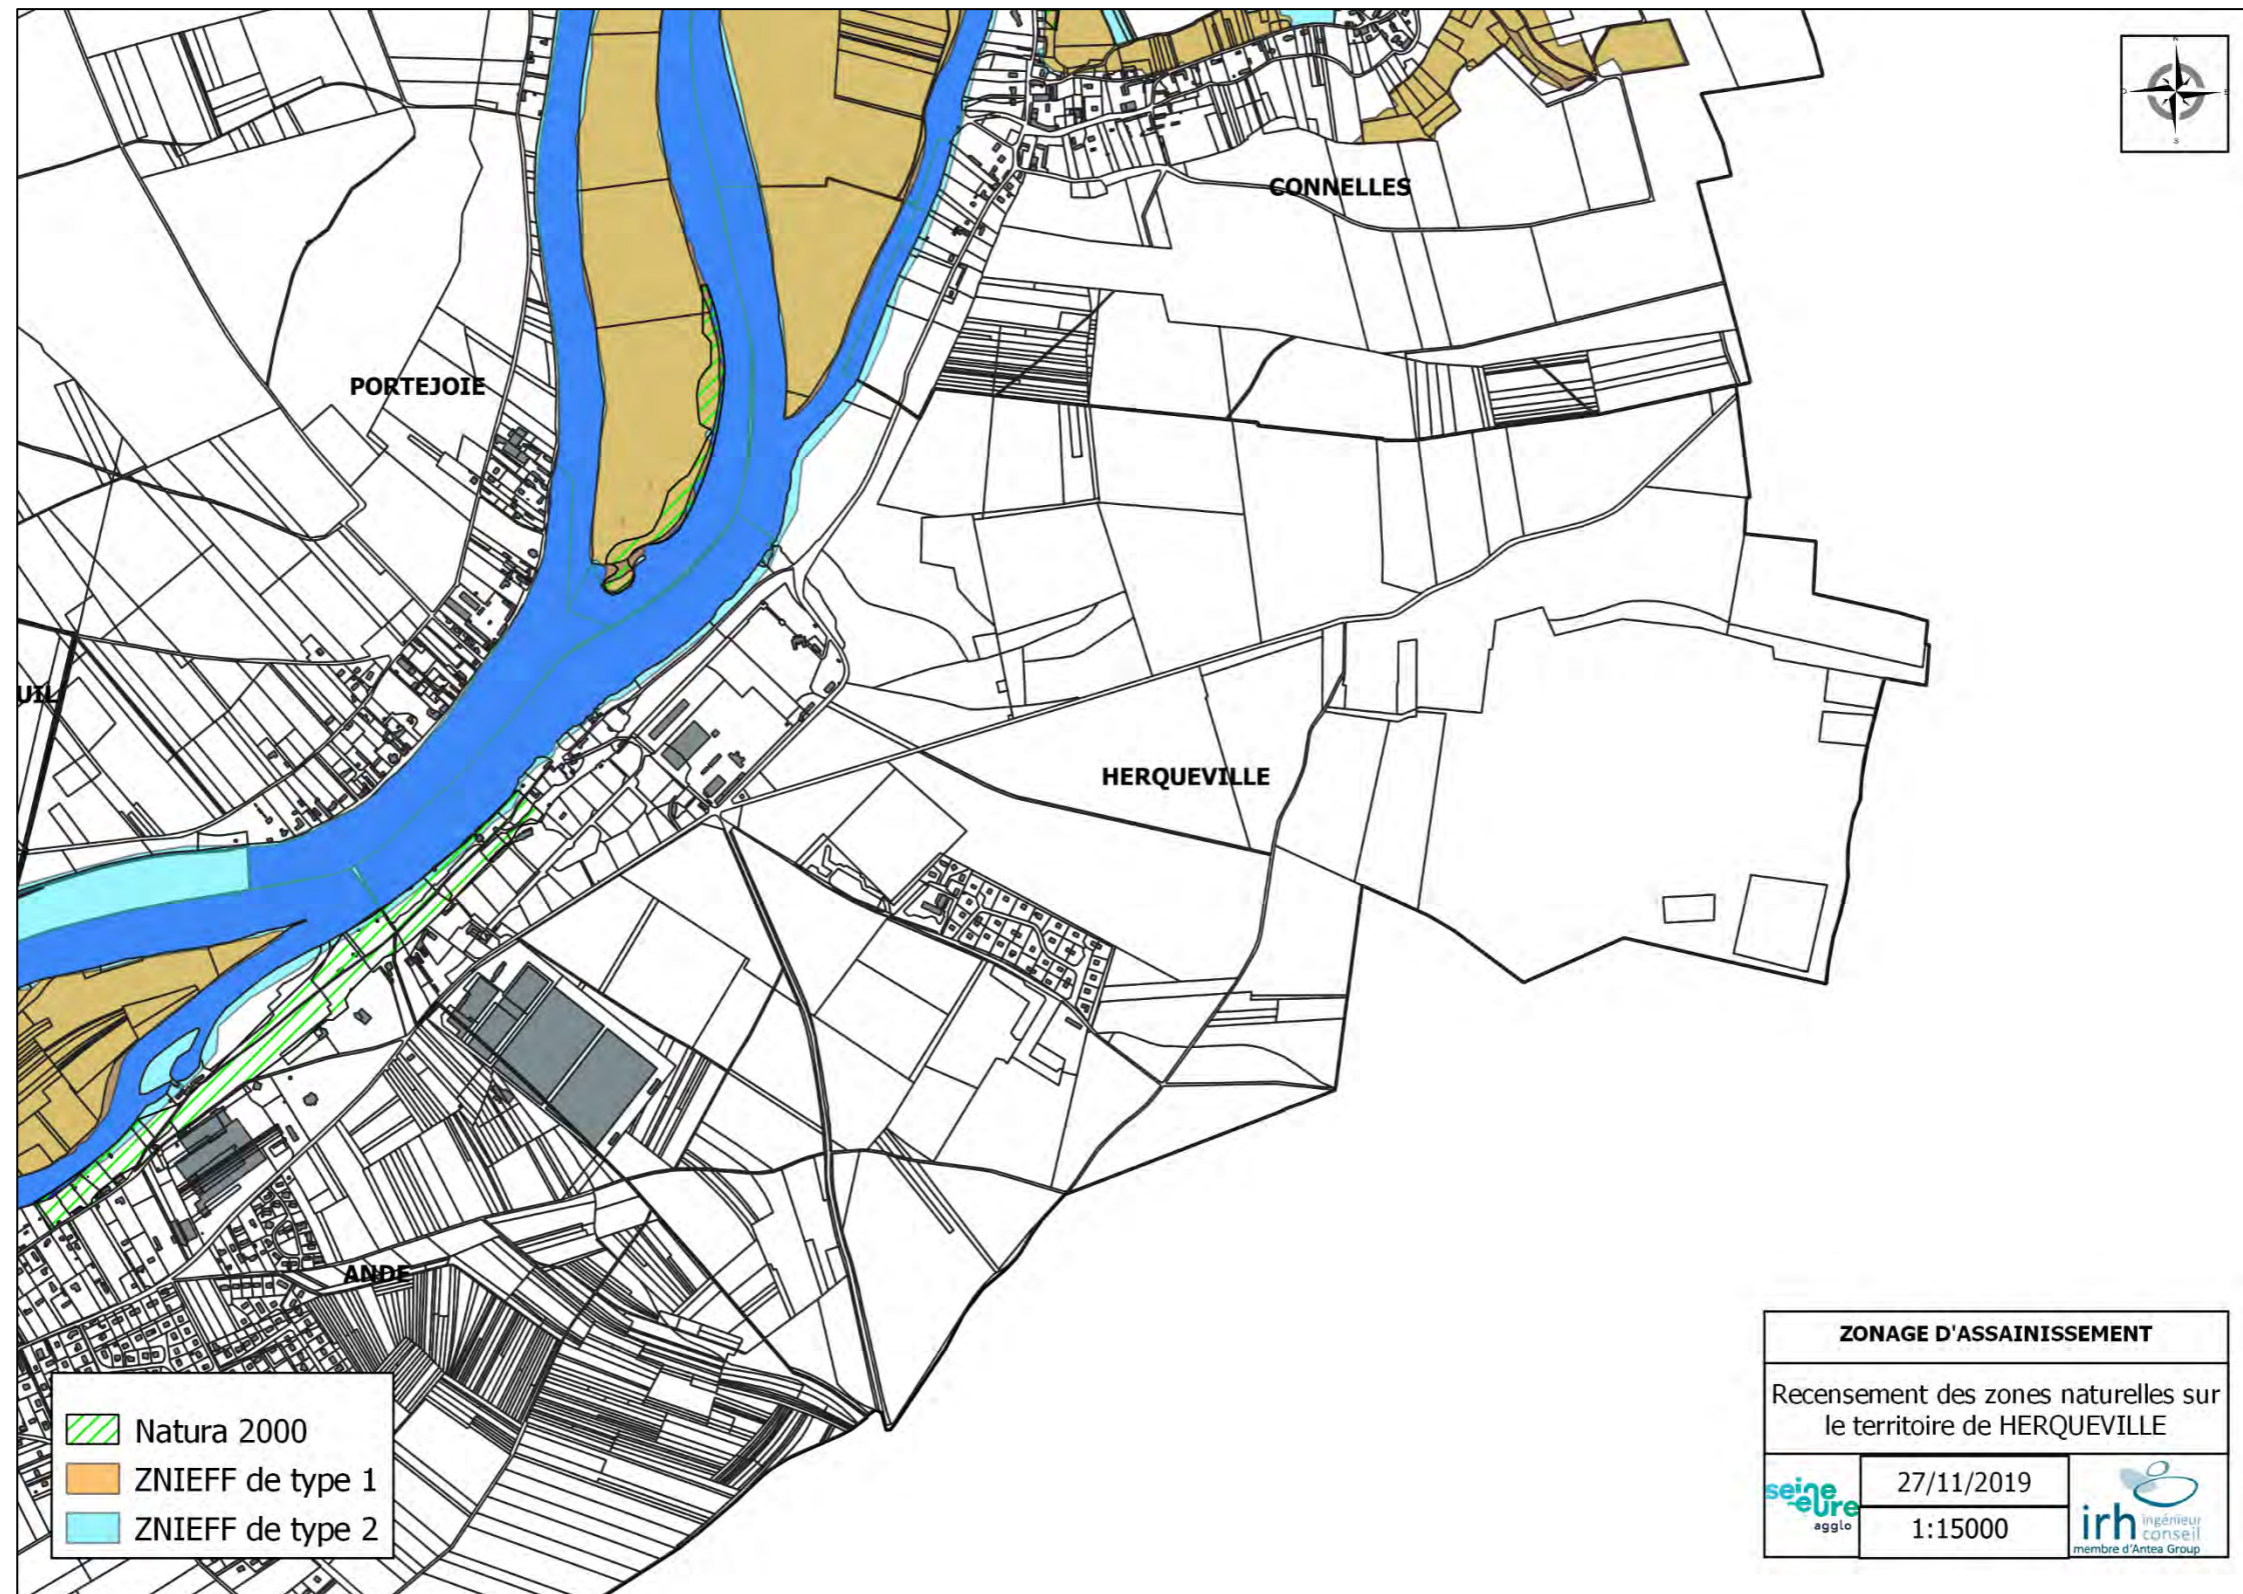 N
O
E
S
CONNELLES
PORTEJOIE
UIL
HERQUEVILLE
ANDE
Natura 2000
ZNIEFF de type 1
ZNIEFF de type 2
ZONAGE D'ASSAINISSEMENT
Recensement des zones naturelles sur
le territoire de HERQUEVILLE
seine
eure
agglo
27/11/2019
1:15000
irh ingénieur
conseil
membre d'Antea Group